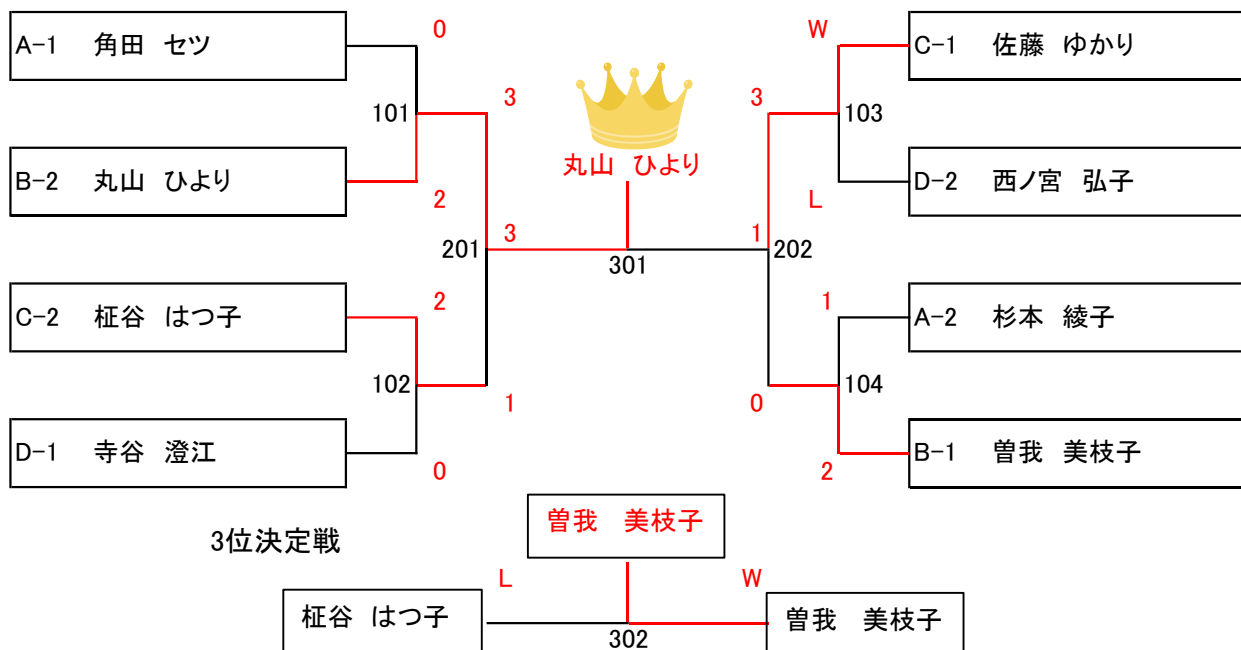 0
W
A-1 角田 セツ
C-1 佐藤 ゆかり
3
3
101
103
丸山 ひより
B-2 丸山 ひより
D-2 西ノ宮 弘子
2
L
3
1
201
202
301
2
1
C-2 柾谷 はつ子
A-2 杉本 綾子
102
104
1
0
D-1 寺谷 澄江
B-1 曽我 美枝子
0
2
曽我 美枝子
3位決定戦
L
W
柾谷 はつ子
曽我 美枝子
302